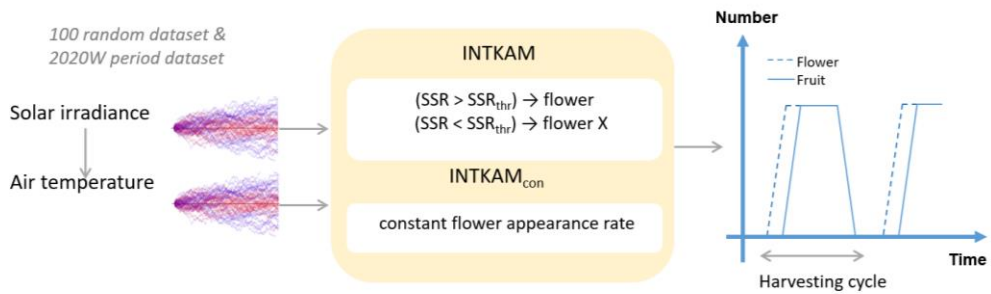 100 random dataset &
2020W period dataset
Solar irradiance
Air temperature
INTKAM
(SSR > SSRthr) → flower
(SSR < SSRthr) → flower X
INTKAMcon
constant flower appearance rate
Number
Flower
Fruit
Time
Harvesting cycle